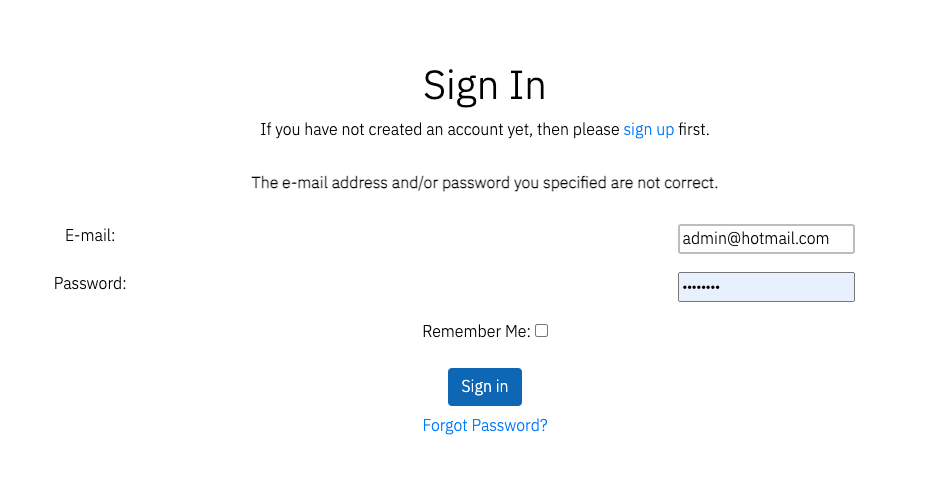 Sign In
If you have not created an account yet, then please sign up first.
The e-mail address and/or password you specified are not correct.
E-mail: admin@hotmail.com
Password: ••••••••
Remember Me:
Sign in
Forgot Password?